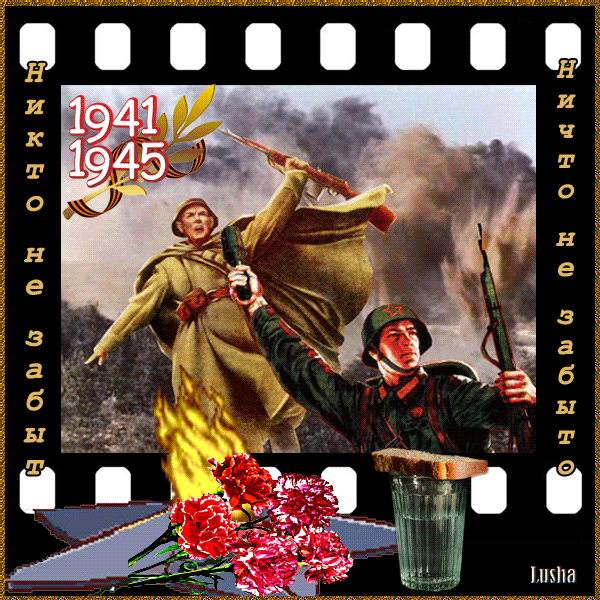 Никто не забыт
1941
1945
Ничто не забыто
Lusha